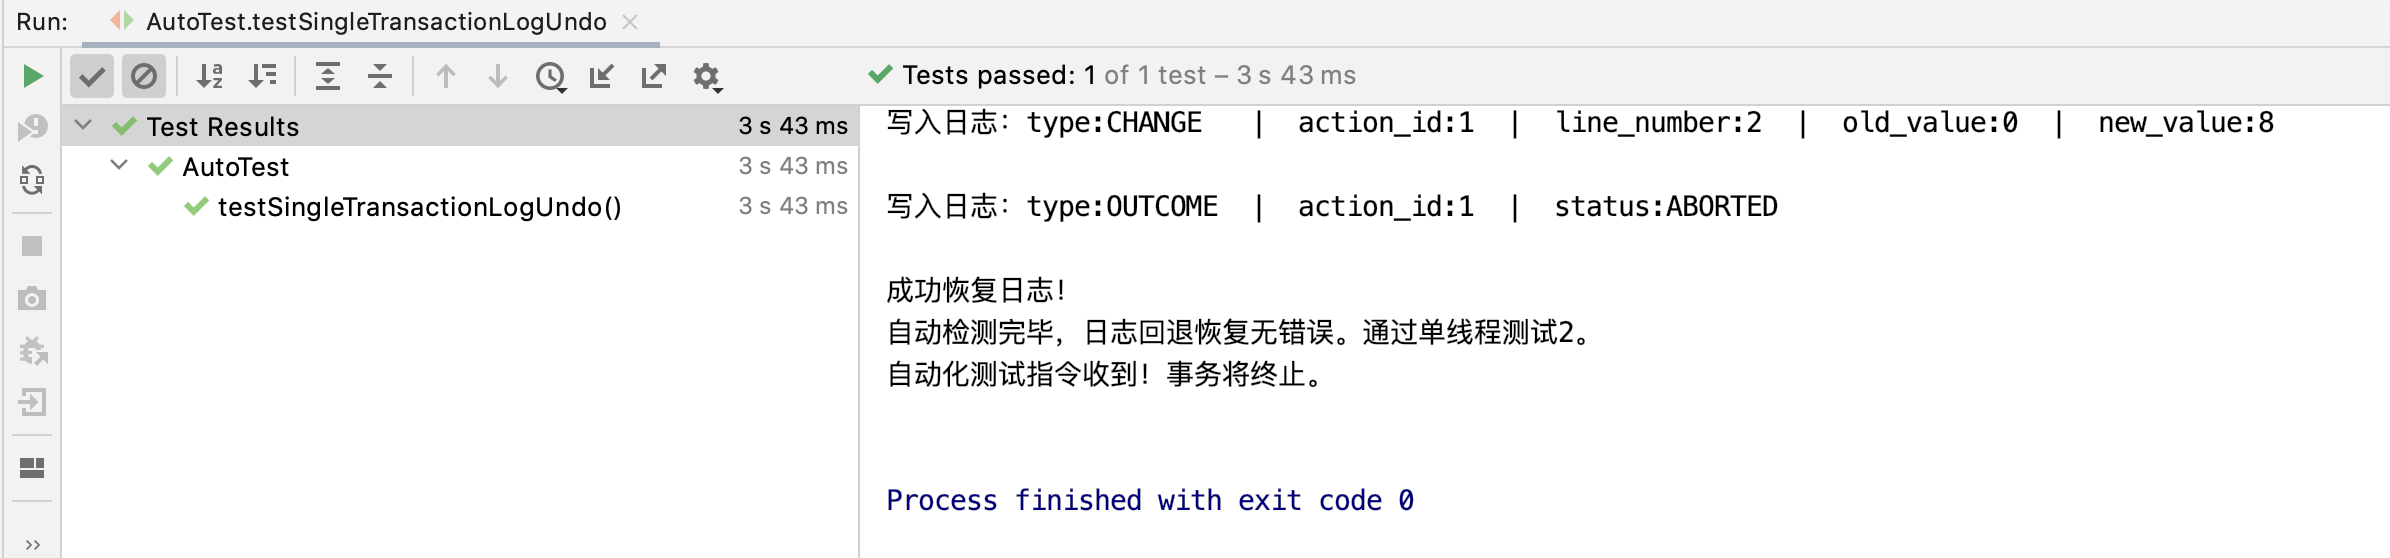 Run: AutoTest.testSingleTransactionLogUndo
Tests passed: 1 of 1 test – 3 s 43 ms
Test Results 3 s 43 ms
AutoTest 3 s 43 ms
testSingleTransactionLogUndo() 3 s 43 ms
写入日志：type:CHANGE | action_id:1 | line_number:2 | old_value:0 | new_value:8
写入日志：type:OUTCOME | action_id:1 | status:ABORTED
成功恢复日志！
自动检测完毕，日志回退恢复无错误。通过单线程测试2。
自动化测试指令收到！事务将终止。
Process finished with exit code 0